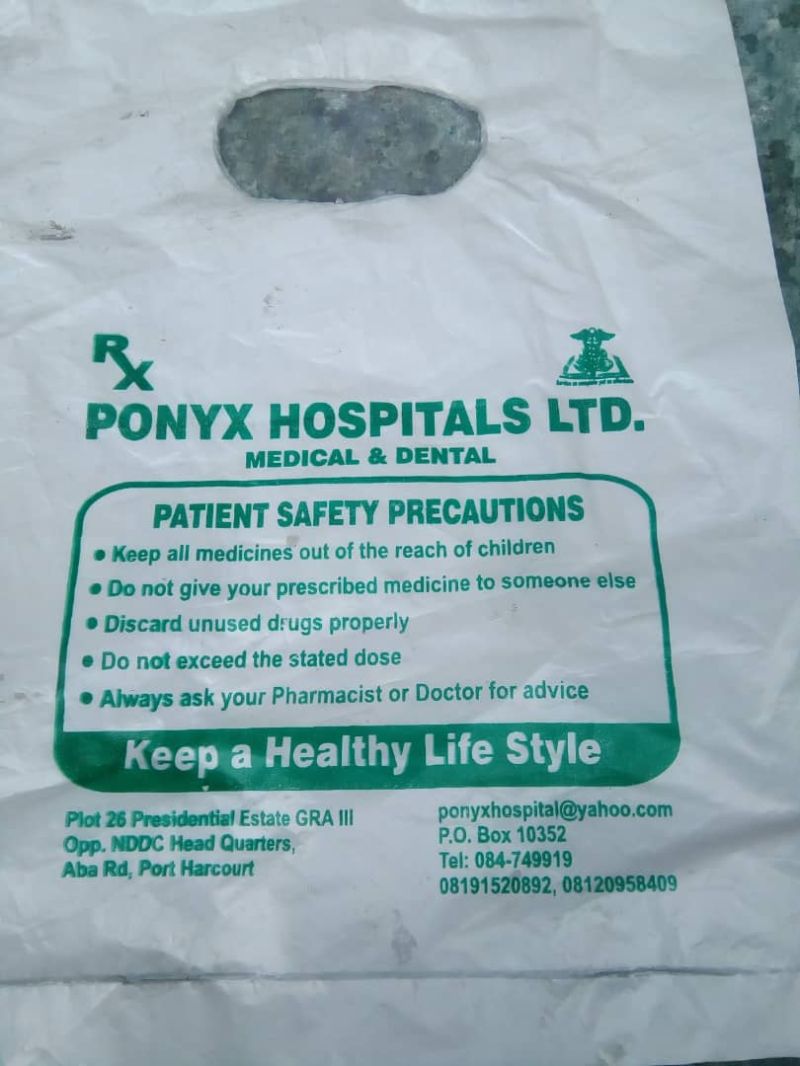 Rx
PONYX HOSPITALS LTD.
MEDICAL & DENTAL
PATIENT SAFETY PRECAUTIONS
• Keep all medicines out of the reach of children
• Do not give your prescribed medicine to someone else
• Discard unused drugs properly
• Do not exceed the stated dose
• Always ask your Pharmacist or Doctor for advice
Keep a Healthy Life Style
Plot 26 Presidential Estate GRA III
Opp. NDDC Head Quarters,
Aba Rd, Port Harcourt
ponyxhospital@yahoo.com
P.O. Box 10352
Tel: 084-749919
08191520892, 08120958409